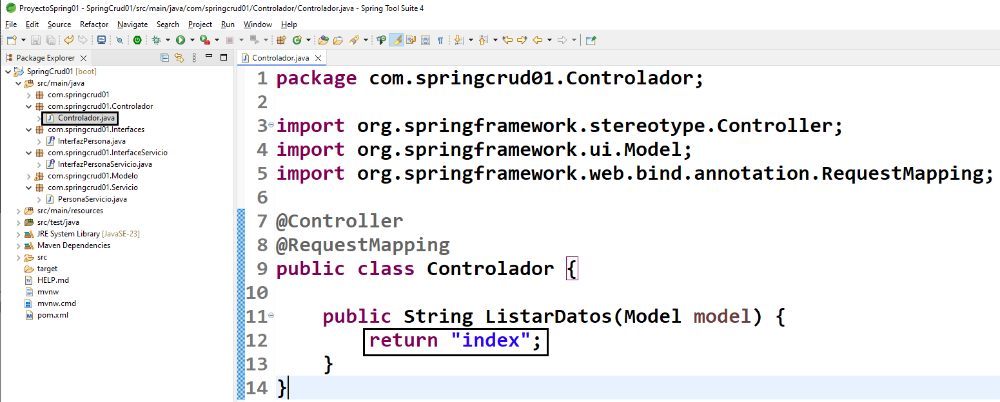 ProyectoSpring01 - SpringCrud01/src/main/java/com/springcrud01/Controlador/Controlador.java - Spring Tool Suite 4
File Edit Source Refactor Navigate Search Project Run Window Help
Package Explorer
SpringCrud01 [boot]
src/main/java
com.springcrud01
com.springcrud01.Controlador
Controlador.java
com.springcrud01.Interfaces
InterfazPersona.java
com.springcrud01.InterfaceServicio
InterfazPersonaServicio.java
com.springcrud01.Modelo
com.springcrud01.Servicio
PersonaServicio.java
src/main/resources
src/test/java
JRE System Library [JavaSE-23]
Maven Dependencies
src
target
HELP.md
mvnw
mvnw.cmd
pom.xml
Controlador.java
1 package com.springcrud01.Controlador;
2
3 import org.springframework.stereotype.Controller;
4 import org.springframework.ui.Model;
5 import org.springframework.web.bind.annotation.RequestMapping;
6
7 @Controller
8 @RequestMapping
9 public class Controlador {
10
11 public String ListarDatos(Model model) {
12 return "index";
13 }
14 }